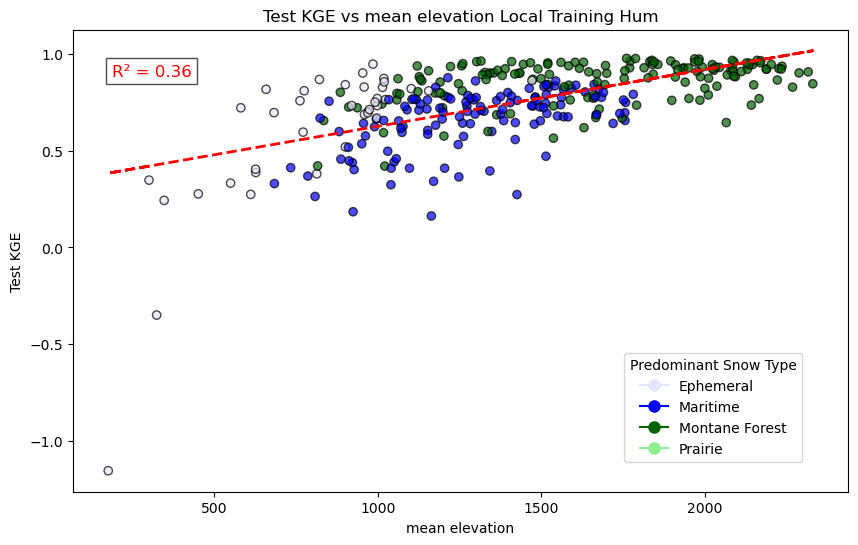 Test KGE vs mean elevation Local Training Hum
R² = 0.36
Test KGE
1.0
0.5
0.0
−0.5
−1.0
Predominant Snow Type
Ephemeral
Maritime
Montane Forest
Prairie
500
1000
1500
2000
mean elevation